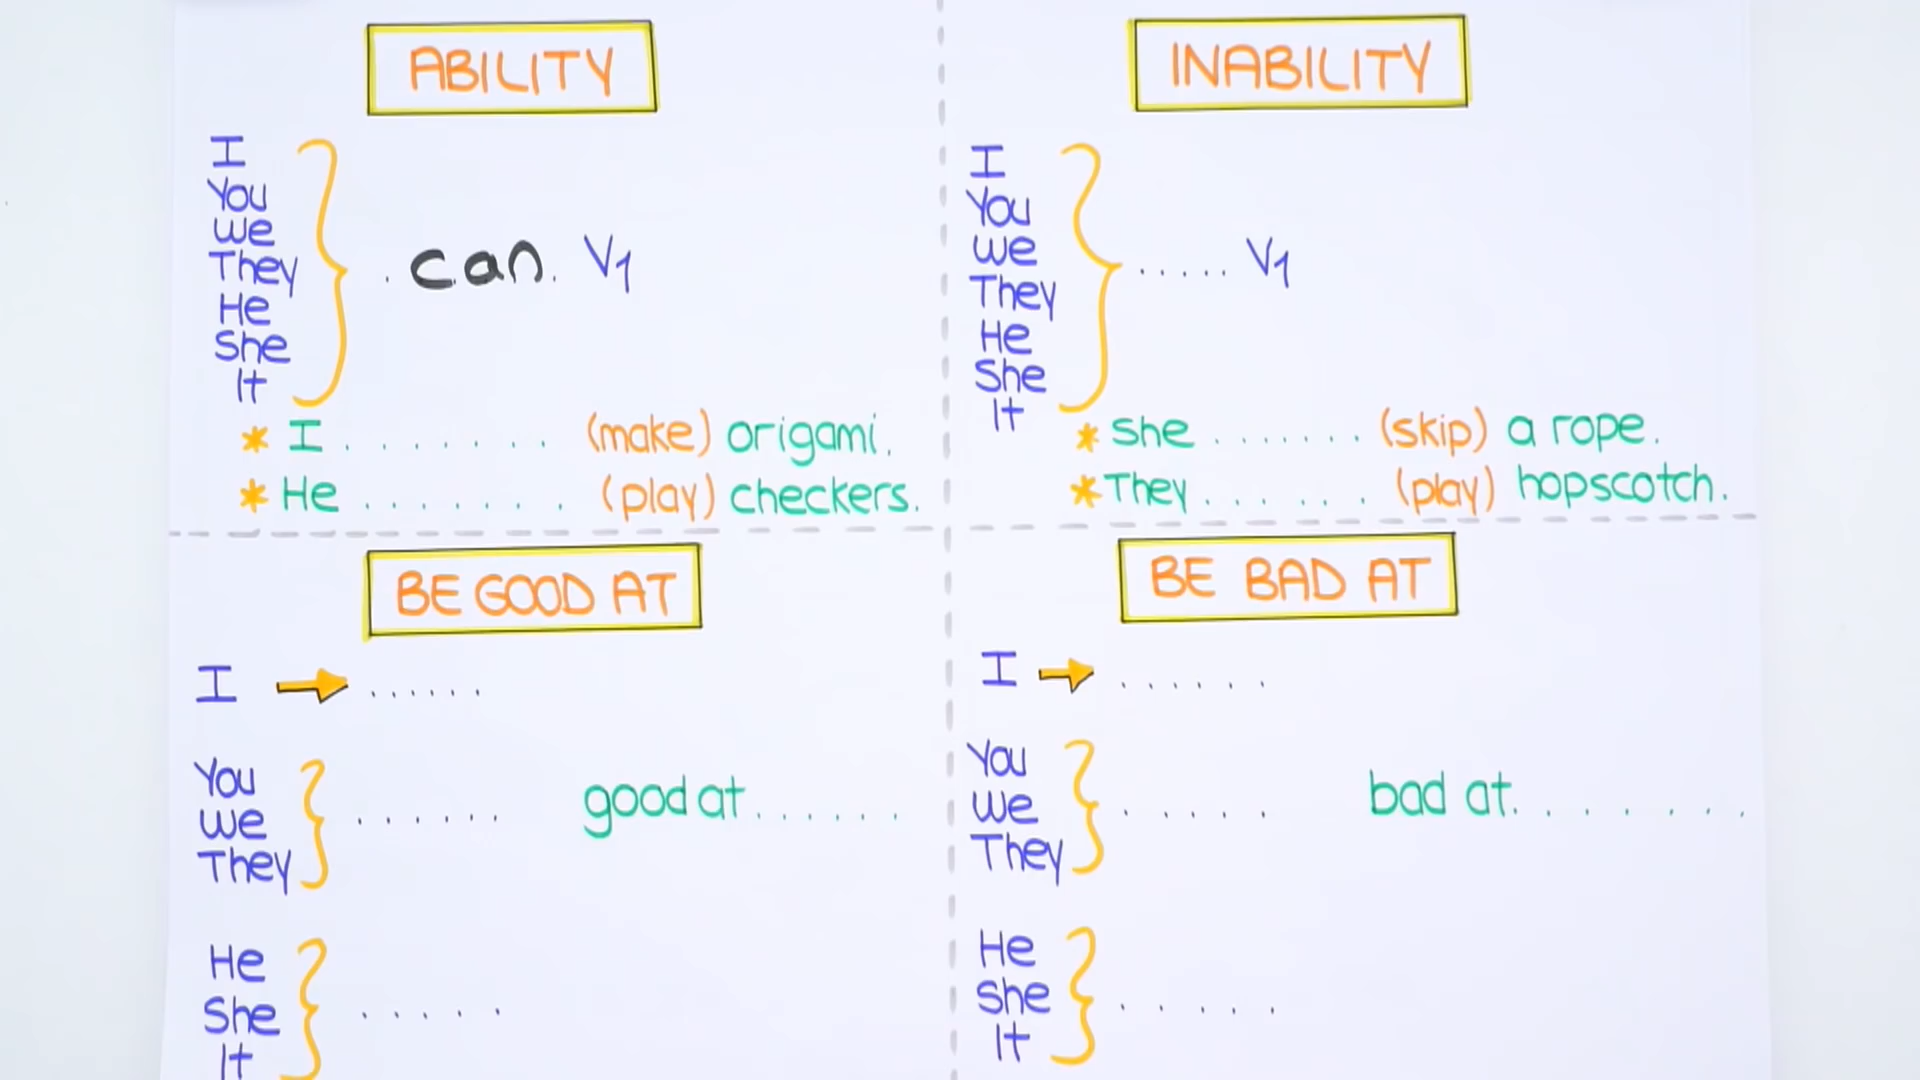 ABILITY
I
You
We
They
He
She
It
. can. V1
* I ....... (make) origami.
* He ....... (play) checkers.
INABILITY
I
You
We
They
He
She
It
..... V1
* She ....... (skip) a rope.
* They ...... (play) hopscotch.
BE GOOD AT
I → ......
You
We
They
...... good at ......
He
She
It
.....
BE BAD AT
I → ......
You
We
They
..... bad at. ......
He
She
It
.....